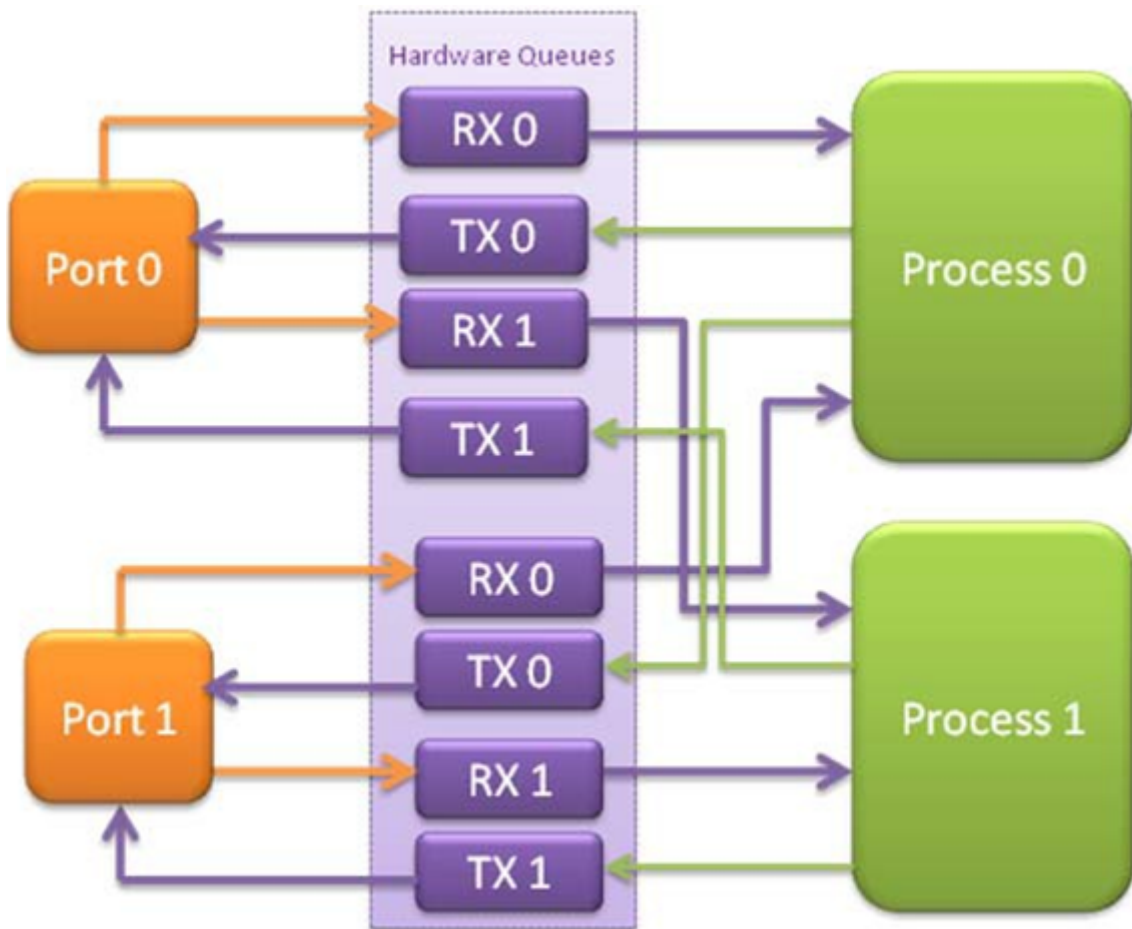 Hardware Queues
RX 0
TX 0
Port 0
Process 0
RX 1
TX 1
RX 0
TX 0
Port 1
Process 1
RX 1
TX 1